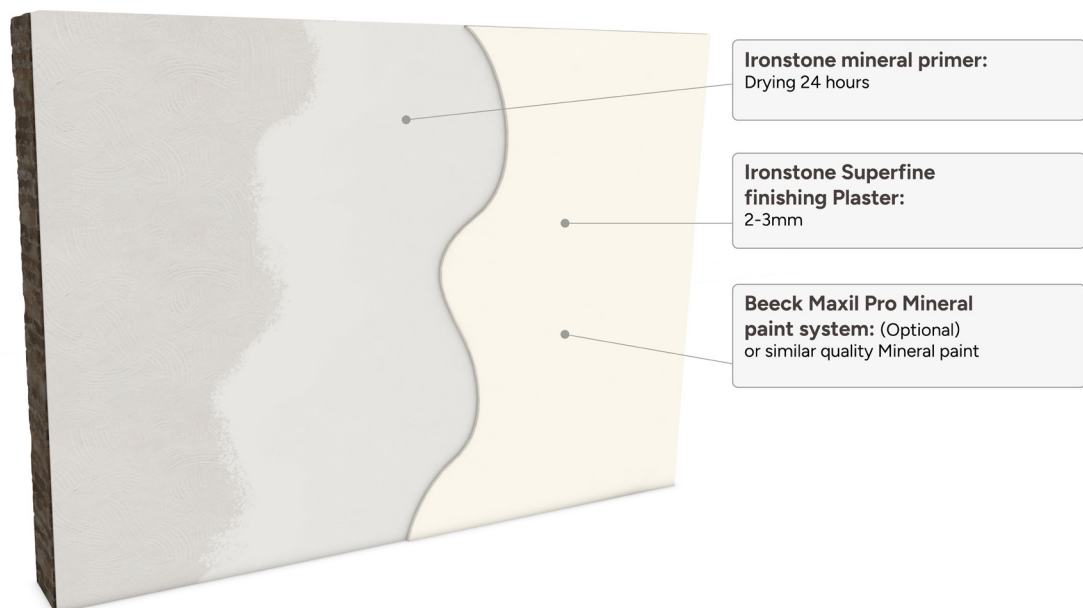 Ironstone mineral primer:
Drying 24 hours
Ironstone Superfine
finishing Plaster:
2-3mm
Beeck Maxil Pro Mineral
paint system: (Optional)
or similar quality Mineral paint